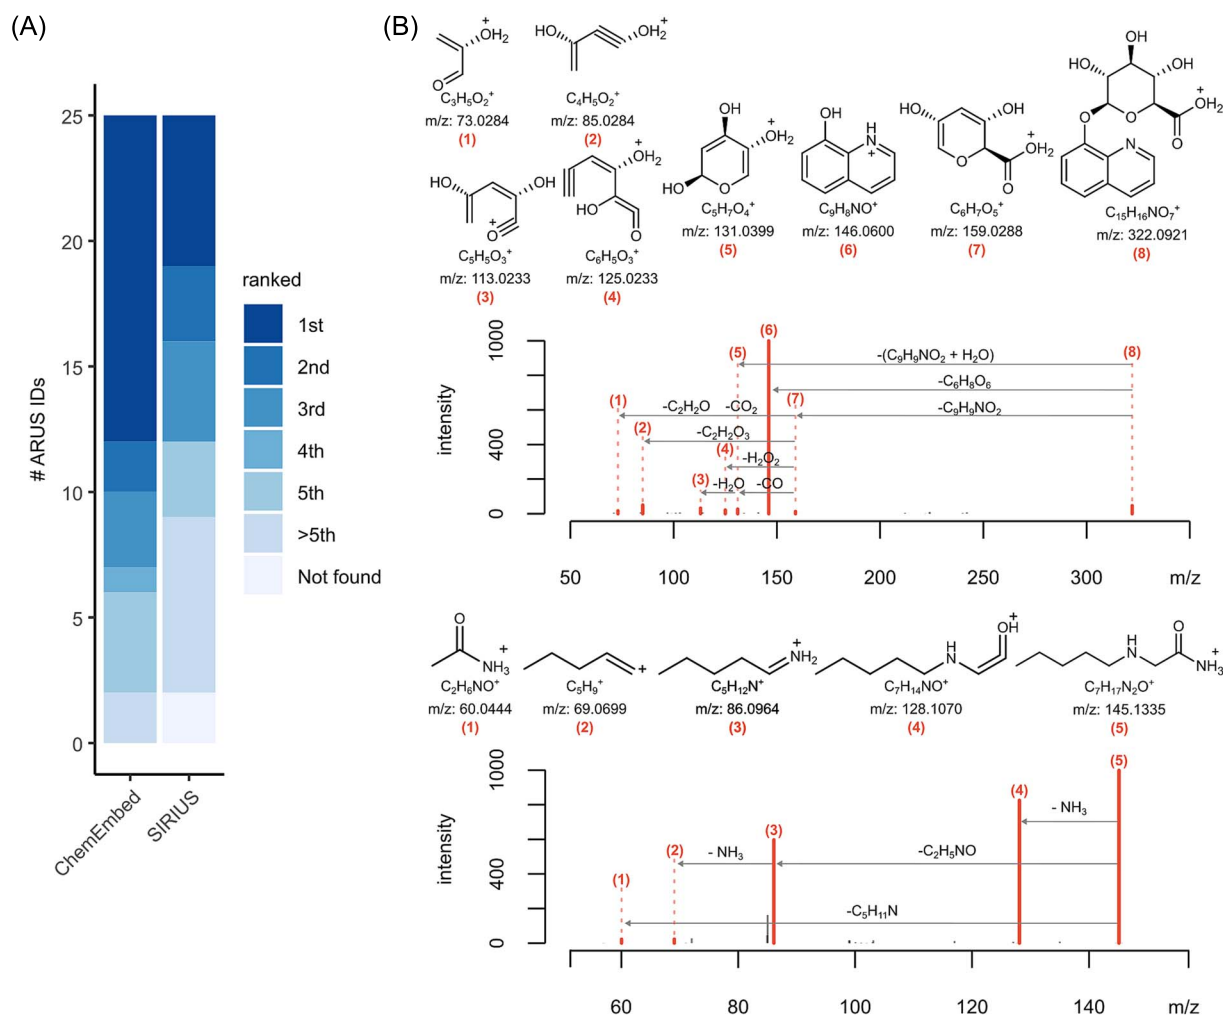 (A)
25
20
15
10
5
0
# ARUS IDs
ChemEmbed
SIRIUS
ranked
1st
2nd
3rd
4th
5th
>5th
Not found
(B)
OH2+
O
C3H5O2+
m/z: 73.0284
(1)
HO
OH2+
C4H5O2+
m/z: 85.0284
(2)
HO
OH
O+
C5H5O3+
m/z: 113.0233
(3)
OH2+
HO
O
C6H5O3+
m/z: 125.0233
(4)
OH
OH2+
HO
O
C5H7O4+
m/z: 131.0399
(5)
OH
H
N+
C9H8NO+
m/z: 146.0600
(6)
HO
OH
O
OH2+
O
C6H7O5+
m/z: 159.0288
(7)
OH
HO
OH
O
O
OH2+
O
N
C15H16NO7+
m/z: 322.0921
(8)
1000
400
0
intensity
(1)
(2)
(3)
(4)
(5)
(6)
(7)
(8)
-(C9H9NO2 + H2O)
-C6H8O6
-C2H2O
-CO2
-C9H9NO2
-C2H2O3
-H2O2
-H2O
-CO
50
100
150
200
250
300
m/z
O
NH3+
C2H6NO+
m/z: 60.0444
(1)
+
C5H9+
m/z: 69.0699
(2)
NH2+
C5H12N+
m/z: 86.0964
(3)
H
N
OH+
C7H14NO+
m/z: 128.1070
(4)
H
N
O
NH3+
C7H17N2O+
m/z: 145.1335
(5)
1000
400
0
intensity
(1)
(2)
(3)
(4)
(5)
- NH3
- NH3
-C2H5NO
-C5H11N
60
80
100
120
140
m/z